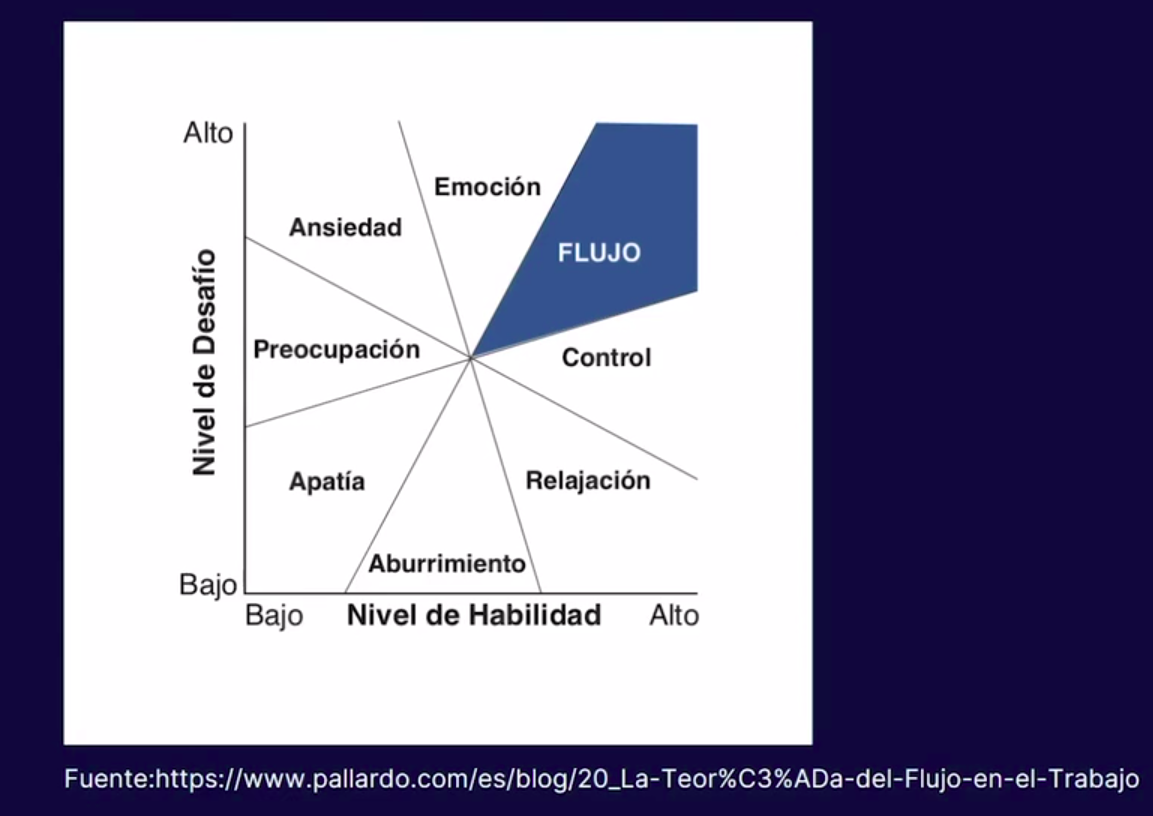 Alto
Emoción
Ansiedad
FLUJO
Nivel de Desafío
Preocupación
Control
Apatía
Relajación
Aburrimiento
Bajo
Bajo
Nivel de Habilidad
Alto
Fuente:https://www.pallardo.com/es/blog/20_La-Teor%C3%ADa-del-Flujo-en-el-Trabajo